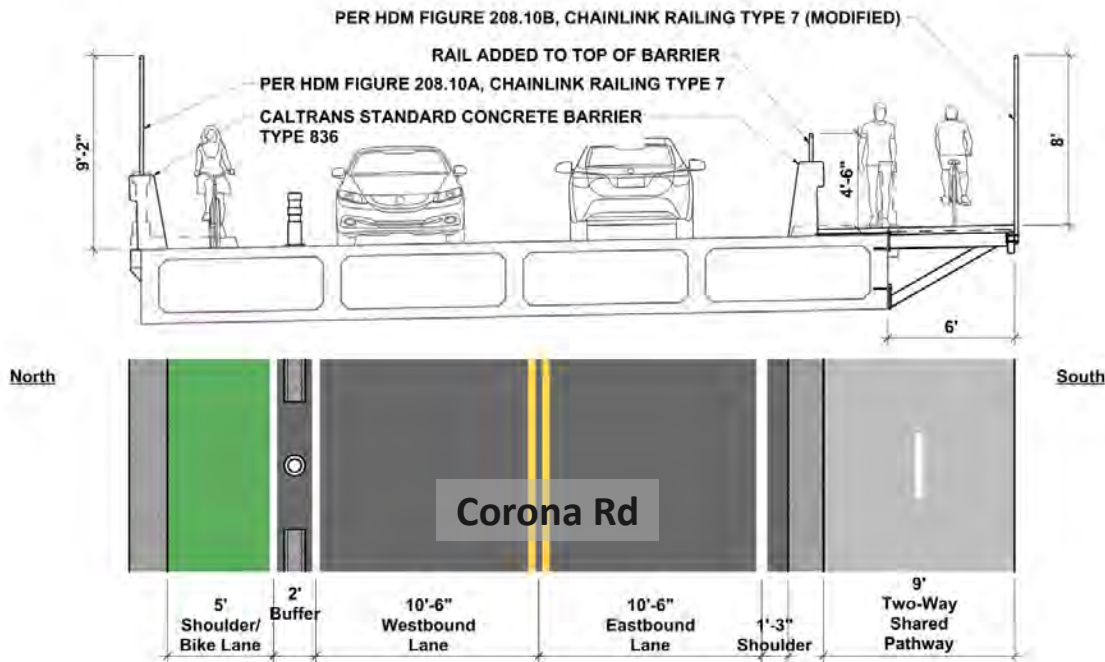 PER HDM FIGURE 208.10B, CHAINLINK RAILING TYPE 7 (MODIFIED)
RAIL ADDED TO TOP OF BARRIER
PER HDM FIGURE 208.10A, CHAINLINK RAILING TYPE 7
CALTRANS STANDARD CONCRETE BARRIER
TYPE 836
9'-2"
4'-6"
8'
6'
North
South
Corona Rd
5'
Shoulder/
Bike Lane
2'
Buffer
10'-6"
Westbound
Lane
10'-6"
Eastbound
Lane
1'-3"
Shoulder
9'
Two-Way
Shared
Pathway